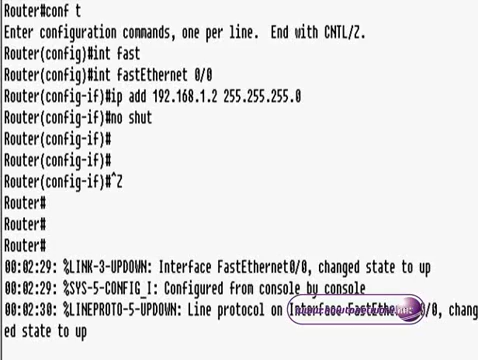 Router#conf t
Enter configuration commands, one per line.  End with CNTL/Z.
Router(config)#int fast
Router(config)#int fastEthernet 0/0
Router(config-if)#ip add 192.168.1.2 255.255.255.0
Router(config-if)#no shut
Router(config-if)#
Router(config-if)#
Router(config-if)#^Z
Router#
Router#
Router#
00:02:29: %LINK-3-UPDOWN: Interface FastEthernet0/0, changed state to up
00:02:29: %SYS-5-CONFIG_I: Configured from console by console
00:02:30: %LINEPROTO-5-UPDOWN: Line protocol on Interface FastEthernet0/0, chang
ed state to up